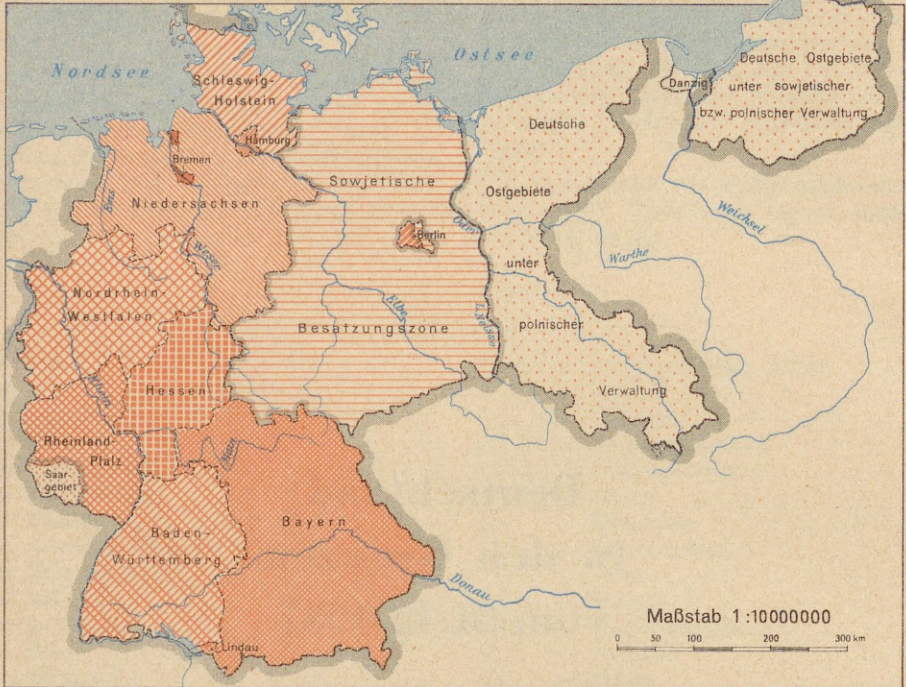 Nordsee
Ostsee
Schleswig-
Holstein
Hamburg
Bremen
Niedersachsen
Ems
Weser
Sowjetische
Berlin
Oder
Deutsche
Ostgebiete
unter
polnischer
Verwaltung
Danzig
Deutsche Ostgebiete
unter sowjetischer
bzw. polnischer Verwaltung
Weichsel
Warthe
Nordrhein-
Westfalen
Elbe
Besatzungszone
Hessen
Rhein
Rheinland-
Pfalz
Main
Saar-
gebiet
Baden-
Württemberg
Bayern
Donau
Lindau
Maßstab 1:10000000
0 50 100 200 300 km